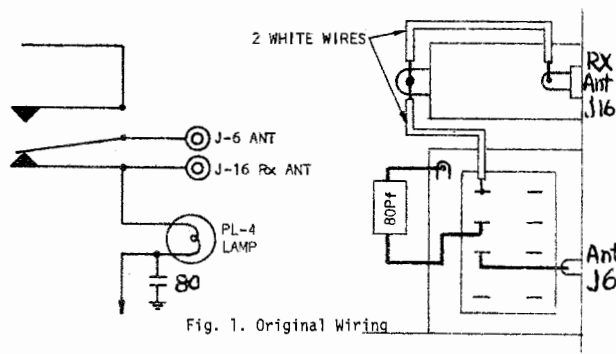 2 WHITE WIRES
J-6 ANT
J-16 Rx ANT
PL-4
LAMP
80
80Pf
RX
Ant
J16
Ant
J6
Fig. 1. Original Wiring